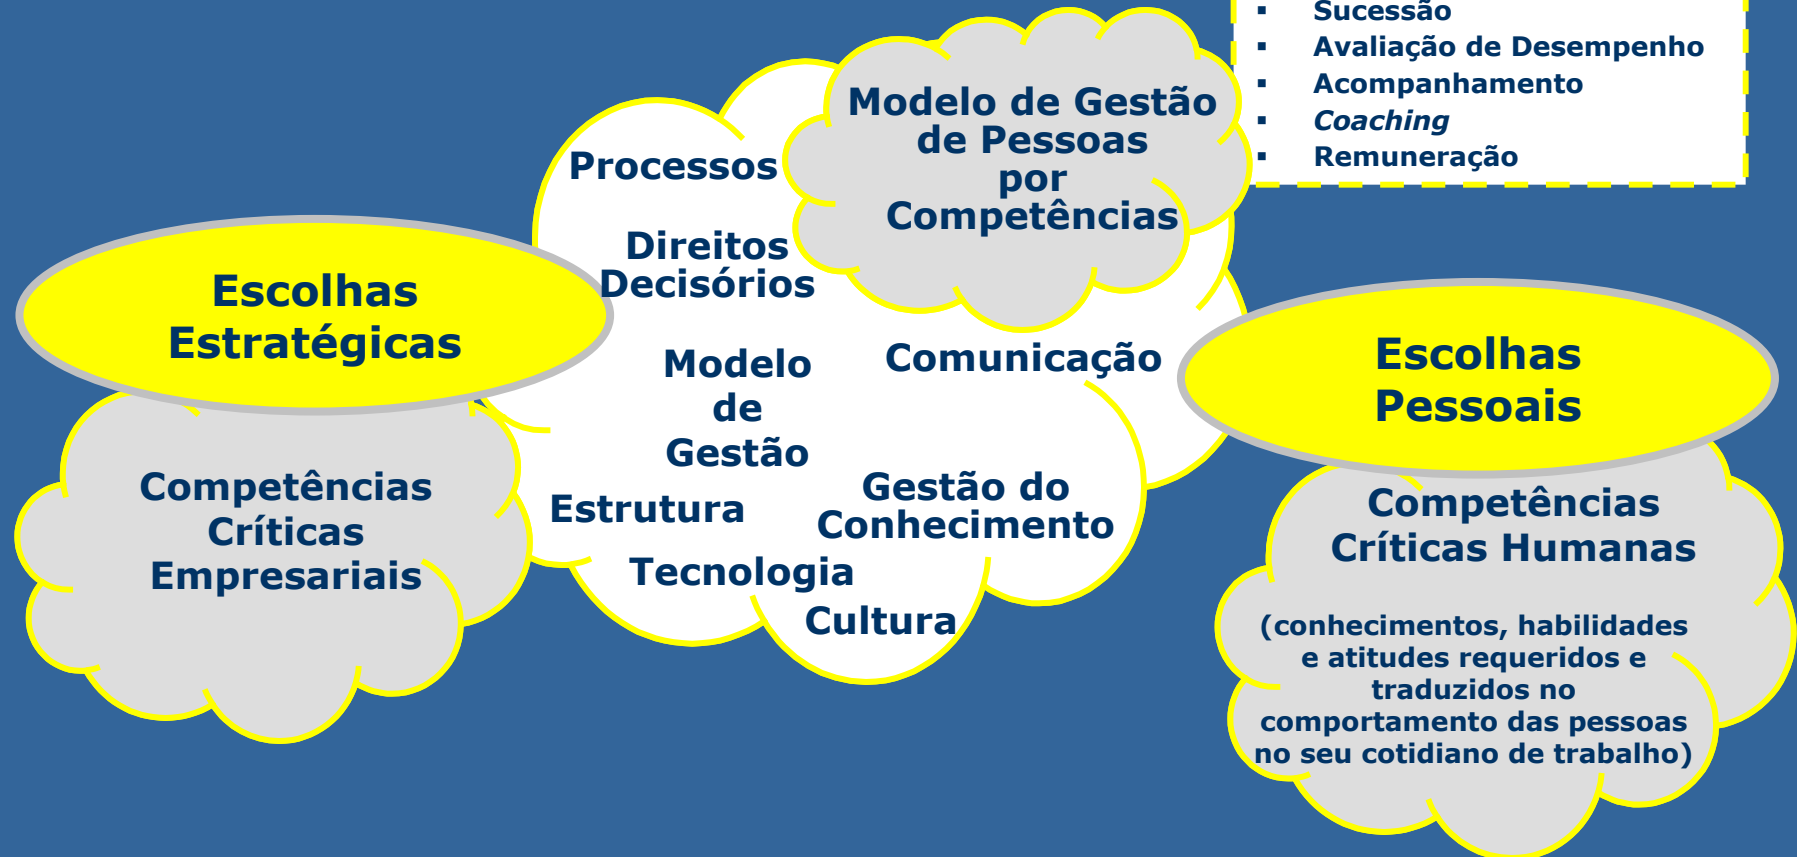 ▪ Sucessão
▪ Avaliação de Desempenho
▪ Acompanhamento
▪ Coaching
▪ Remuneração
Modelo de Gestão
de Pessoas
por
Competências
Processos
Direitos
Decisórios
Escolhas
Estratégicas
Modelo
de
Gestão
Comunicação
Escolhas
Pessoais
Competências
Críticas
Empresariais
Estrutura
Gestão do
Conhecimento
Tecnologia
Cultura
Competências
Críticas Humanas
(conhecimentos, habilidades
e atitudes requeridos e
traduzidos no
comportamento das pessoas
no seu cotidiano de trabalho)